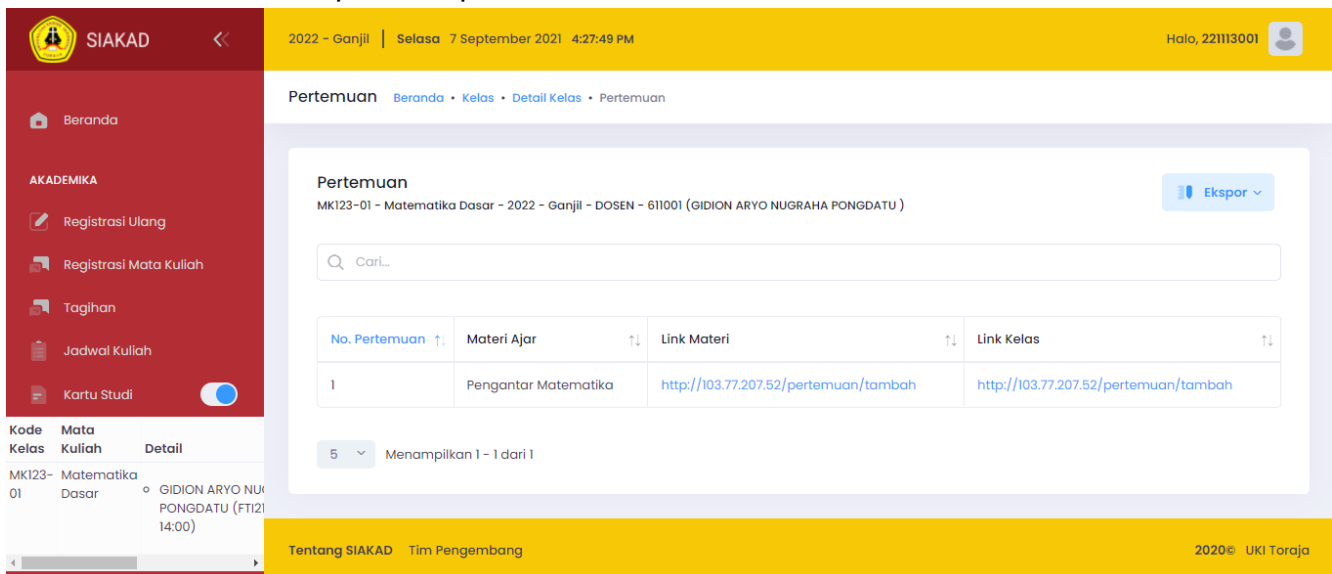 SIAKAD
2022 - Ganjil | Selasa 7 September 2021 4:27:49 PM
Halo, 221113001
Pertemuan Beranda • Kelas • Detail Kelas • Pertemuan
Beranda
AKADEMIKA
Registrasi Ulang
Registrasi Mata Kuliah
Tagihan
Jadwal Kuliah
Kartu Studi
Kode Kelas
Mata Kuliah
Detail
MK123-01
Matematika Dasar
GIDION ARYO
PONGDATU
14:00)
Pertemuan
MK123-01 - Matematika Dasar - 2022 - Ganjil - DOSEN - 611001 (GIDION ARYO NUGRAHA PONGDATU )
Ekspor
Cari...
No. Pertemuan Materi Ajar Link Materi Link Kelas
1 Pengantar Matematika http://103.77.207.52/pertemuan/tambah http://103.77.207.52/pertemuan/tambah
5 Menampilkan 1 - 1 dari 1
Tentang SIAKAD Tim Pengembang
2020© UKI Toraja